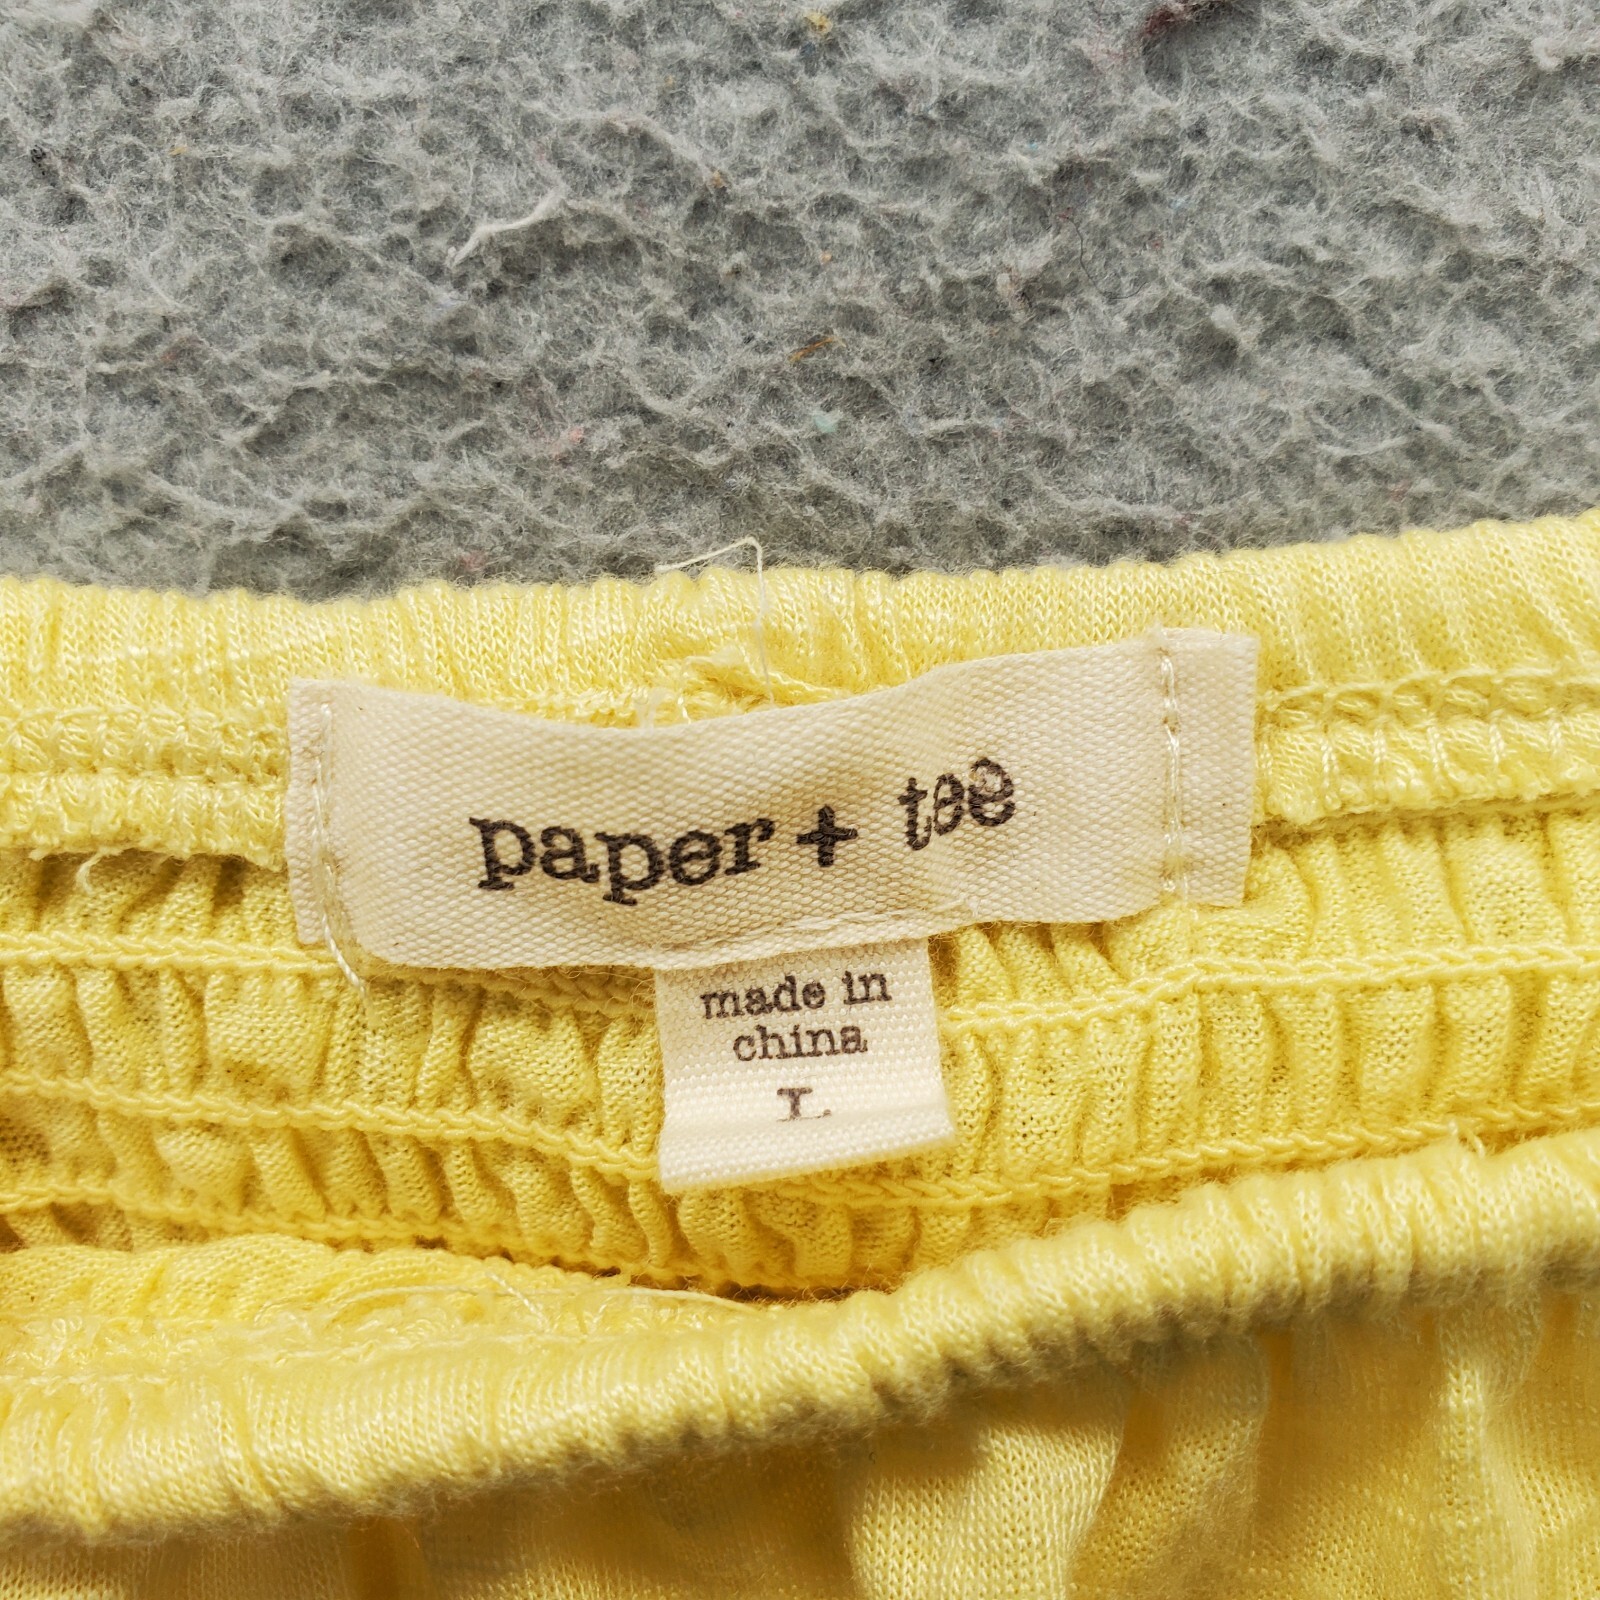 paper + tee
made in
china
L